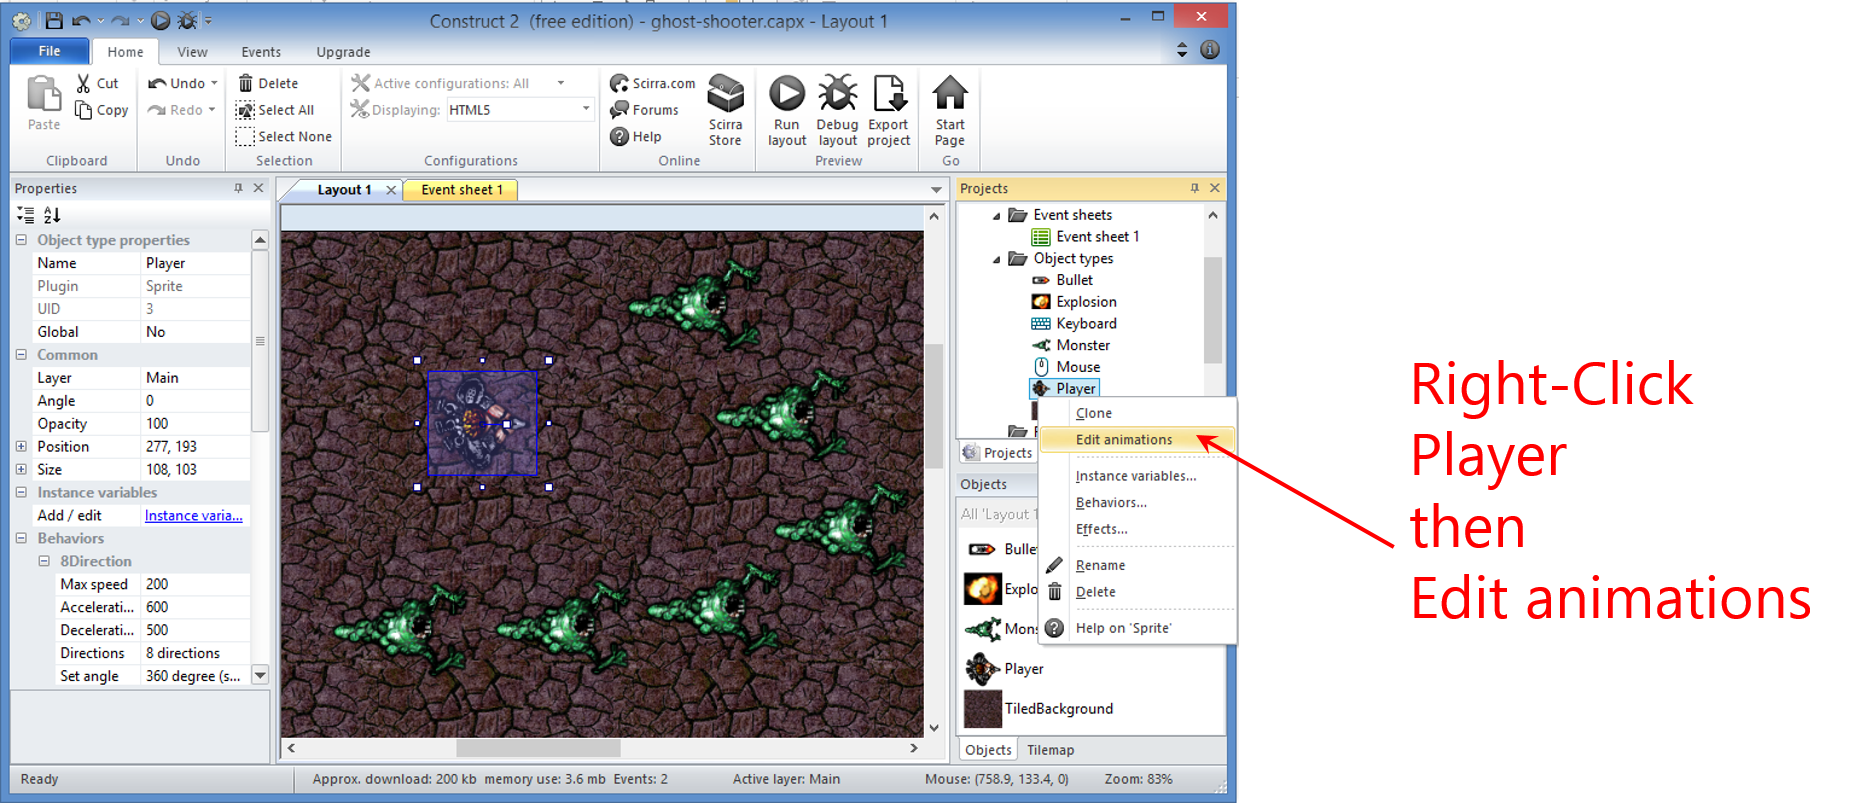 Construct 2 (free edition) - ghost-shooter.capx - Layout 1
File Home View Events Upgrade
Paste
Cut
Copy
Clipboard
Undo
Redo
Undo
Delete
Select All
Select None
Selection
Active configurations: All
Displaying: HTML5
Configurations
Scirra.com
Forums
Help
Scirra
Store
Online
Run
layout
Debug
layout
Export
project
Preview
Start
Page
Go
Properties
Object type properties
Name Player
Plugin Sprite
UID 3
Global No
Common
Layer Main
Angle 0
Opacity 100
Position 277, 193
Size 108, 103
Instance variables
Add / edit Instance varia...
Behaviors
8Direction
Max speed 200
Accelerati... 600
Decelerati... 500
Directions 8 directions
Set angle 360 degree (s...
Layout 1 Event sheet 1
Projects
Event sheets
Event sheet 1
Object types
Bullet
Explosion
Keyboard
Monster
Mouse
Player
Clone
Edit animations
Instance variables...
Behaviors...
Effects...
Rename
Delete
Help on 'Sprite'
Projects
Objects
All 'Layout 1
Bulle
Explo
Mons
Player
TiledBackground
Objects Tilemap
Ready
Approx. download: 200 kb memory use: 3.6 mb Events: 2
Active layer: Main
Mouse: (758.9, 133.4, 0)
Zoom: 83%
Right-Click
Player
then
Edit animations